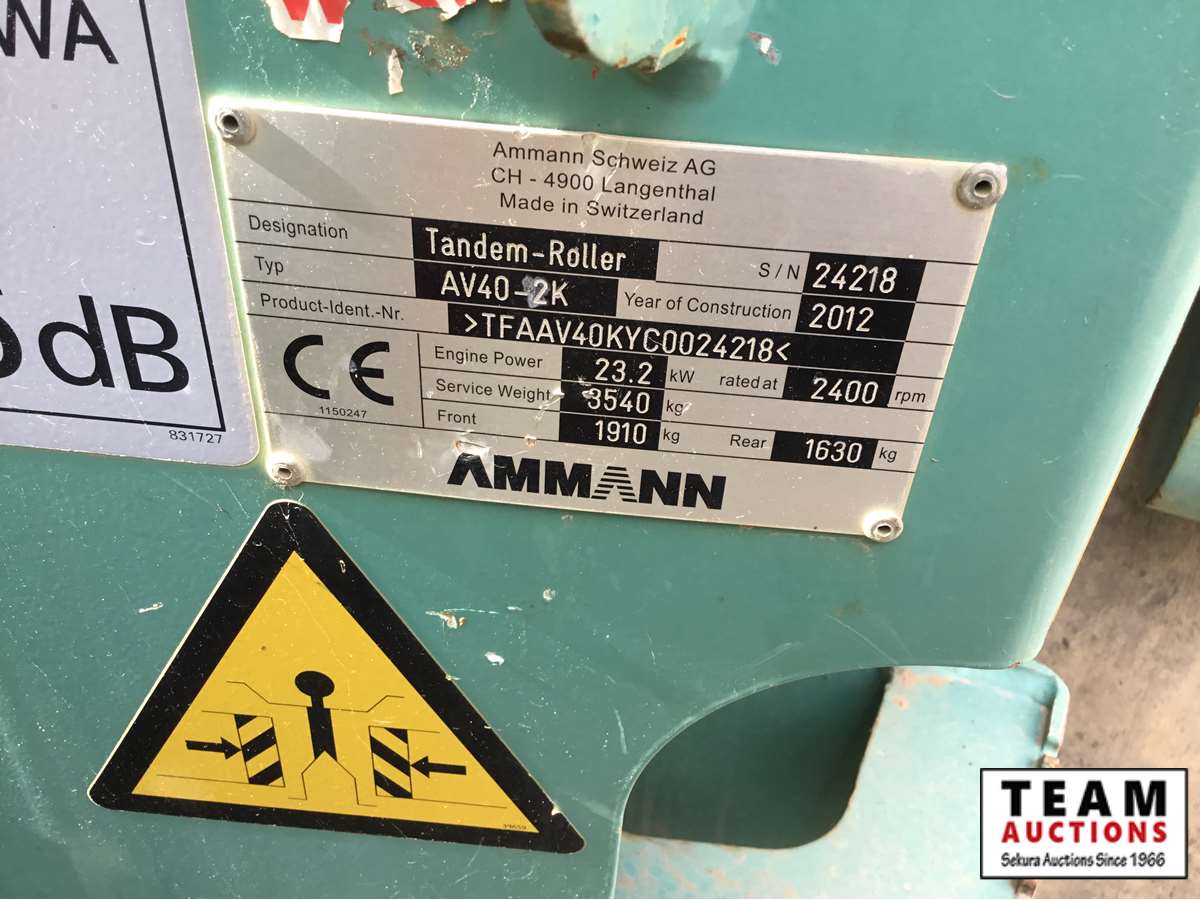 WA
dB
831727
Ammann Schweiz AG
CH - 4900 Langenthal
Made in Switzerland
Designation Tandem-Roller S / N 24218
Typ AV40-2K Year of Construction 2012
Product-Ident.-Nr. >TFAAV40KYC0024218<
CE
1150247
Engine Power 23.2 kW rated at 2400 rpm
Service Weight 3540 kg
Front 1910 kg Rear 1630 kg
AMMANN
TEAM
AUCTIONS
Sekura Auctions Since 1966